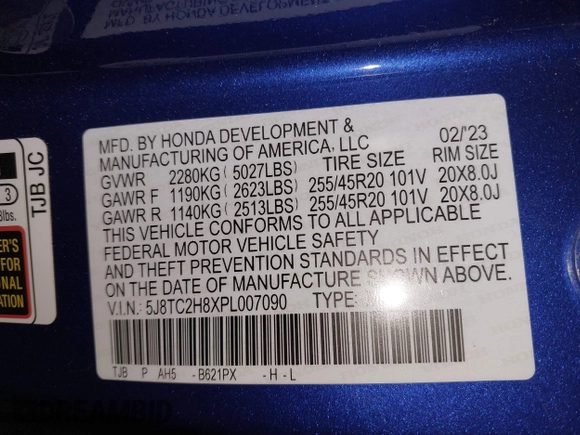 MFD. BY HONDA DEVELOPMENT &
MANUFACTURING OF AMERICA, LLC 02/'23
GVWR 2280KG ( 5027LBS) TIRE SIZE RIM SIZE
GAWR F 1190KG ( 2623LBS) 255/45R20 101V 20X8.0J
GAWR R 1140KG ( 2513LBS) 255/45R20 101V 20X8.0J
THIS VEHICLE CONFORMS TO ALL APPLICABLE
FEDERAL MOTOR VEHICLE SAFETY
AND THEFT PREVENTION STANDARDS IN EFFECT
ON THE DATE OF MANUFACTURE SHOWN ABOVE.
V.I.N.: 5J8TC2H8XPL007090 TYPE:
TJB P AH5 - B621PX - H - L
TJB JC
3
lbs.
FOR